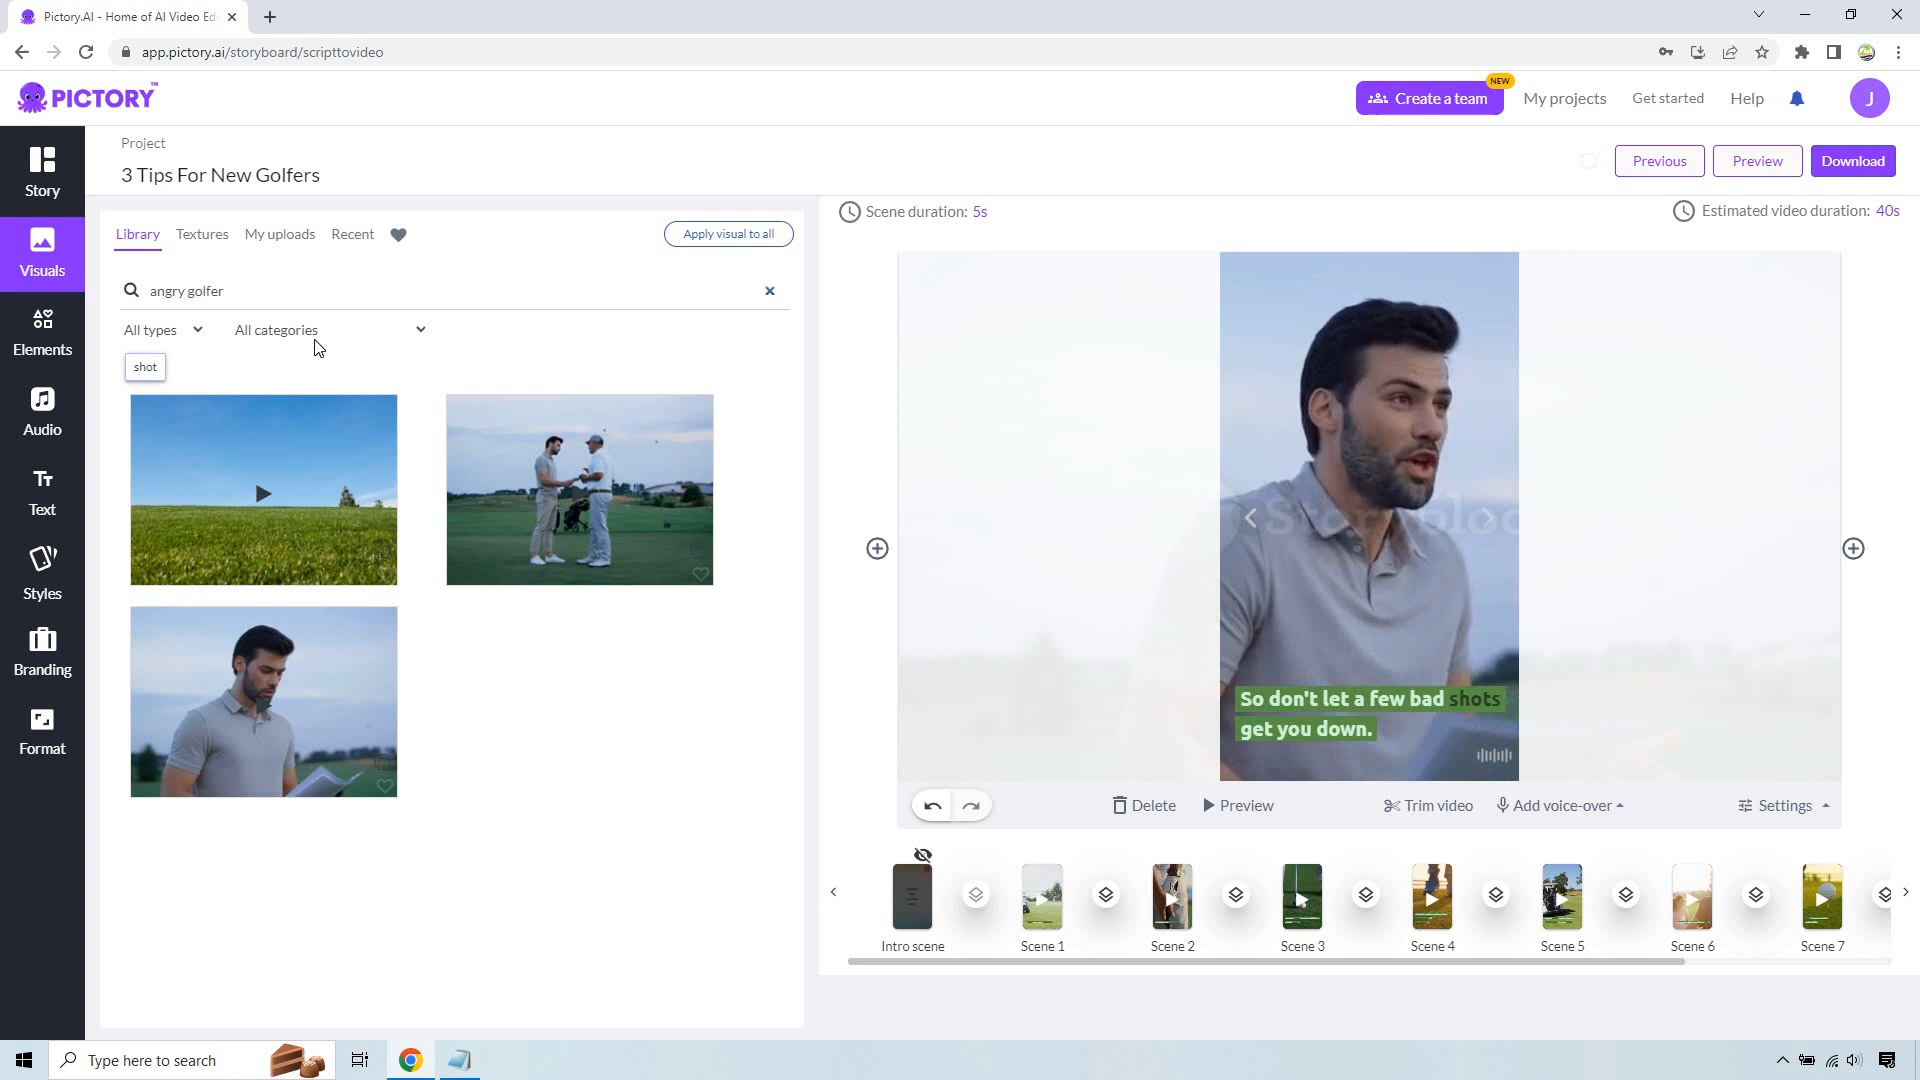 Pictory.AI - Home of AI Video Ed
app.pictory.ai/storyboard/scripttovideo
PICTORY™
NEW
Create a team
My projects
Get started
Help
J
Project
3 Tips For New Golfers
Previous
Preview
Download
Story
Visuals
Elements
Audio
Text
Styles
Branding
Format
Library
Textures
My uploads
Recent
Apply visual to all
angry golfer
All types
All categories
shot
Scene duration: 5s
Estimated video duration: 40s
So don't let a few bad shots
get you down.
Delete
Preview
Trim video
Add voice-over
Settings
Intro scene
Scene 1
Scene 2
Scene 3
Scene 4
Scene 5
Scene 6
Scene 7
Type here to search